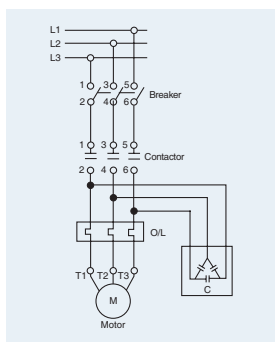 L1
L2
L3
1 3 5
2 4 6
Breaker
1 3 5
2 4 6
Contactor
O/L
T1 T2 T3
C
M
Motor